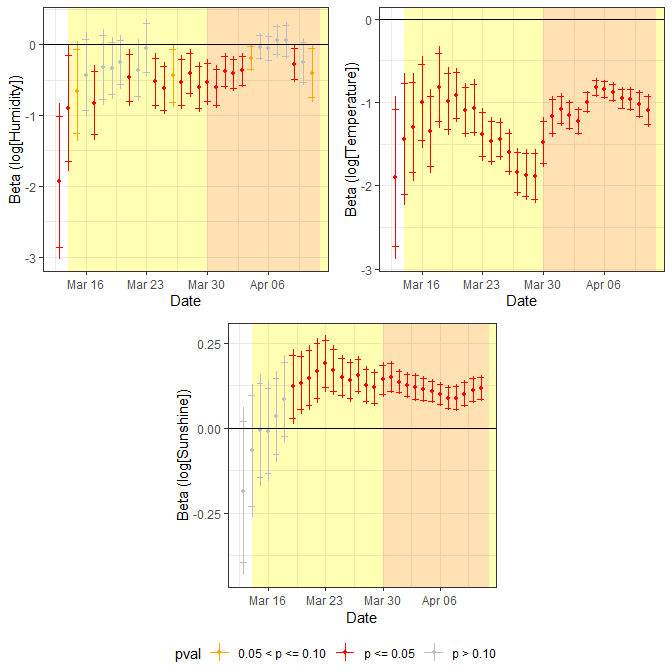 Beta (log[Humidity])
0
-1
-2
-3
Mar 16
Mar 23
Mar 30
Apr 06
Date
Beta (log[Temperature])
0
-1
-2
-3
Mar 16
Mar 23
Mar 30
Apr 06
Date
Beta (log[Sunshine])
0.25
0.00
-0.25
Mar 16
Mar 23
Mar 30
Apr 06
Date
pval 0.05 < p <= 0.10 p <= 0.05 p > 0.10